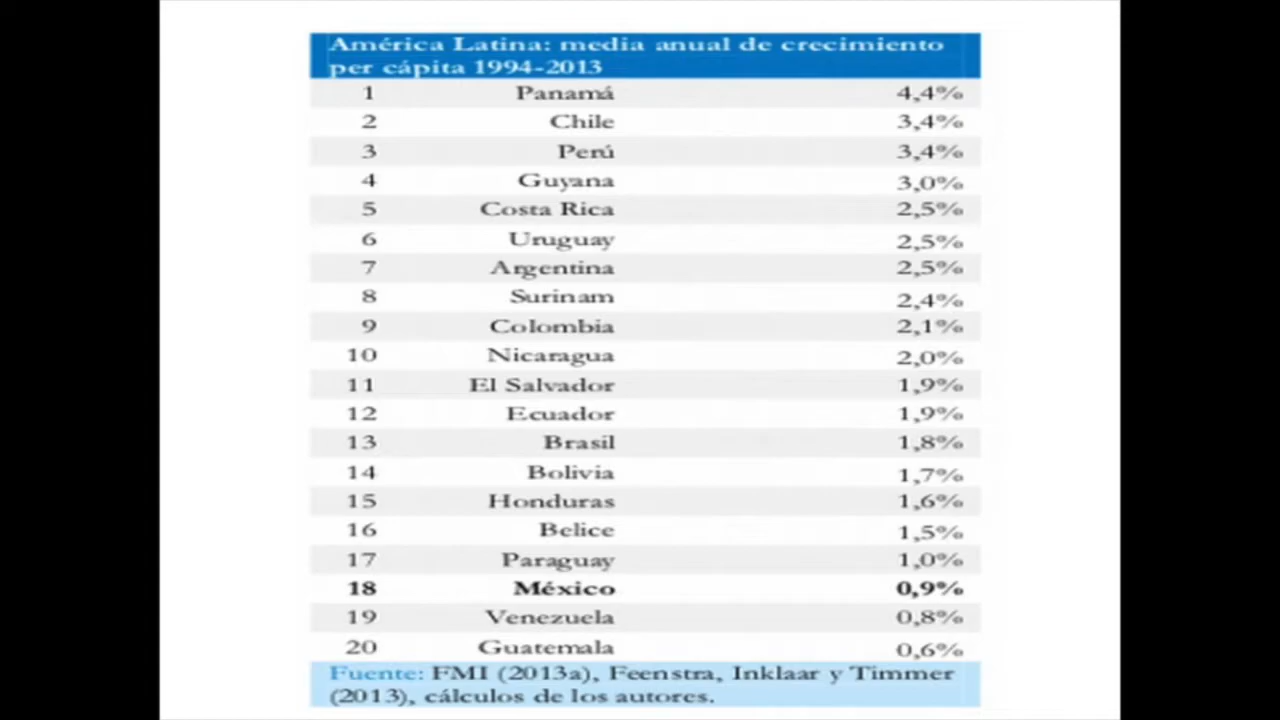 América Latina: media anual de crecimiento
per cápita 1994-2013
1 Panamá 4,4%
2 Chile 3,4%
3 Perú 3,4%
4 Guyana 3,0%
5 Costa Rica 2,5%
6 Uruguay 2,5%
7 Argentina 2,5%
8 Surinam 2,4%
9 Colombia 2,1%
10 Nicaragua 2,0%
11 El Salvador 1,9%
12 Ecuador 1,9%
13 Brasil 1,8%
14 Bolivia 1,7%
15 Honduras 1,6%
16 Belice 1,5%
17 Paraguay 1,0%
18 México 0,9%
19 Venezuela 0,8%
20 Guatemala 0,6%
Fuente: FMI (2013a), Feenstra, Inklaar y Timmer
(2013), cálculos de los autores.